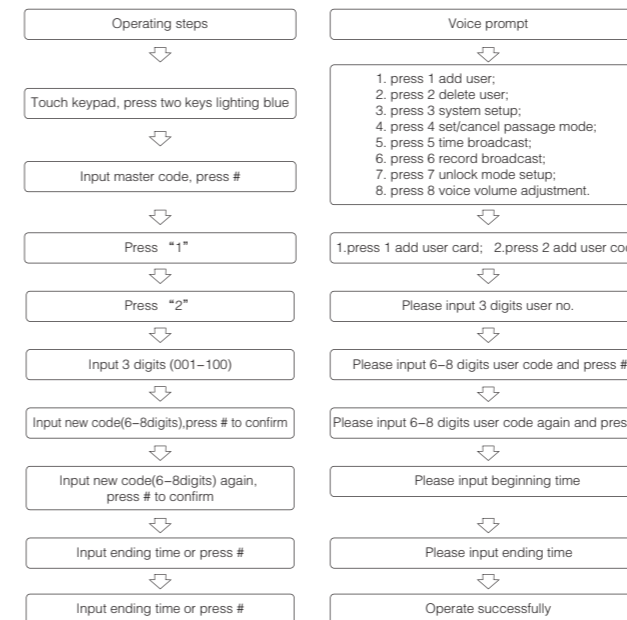 Operating steps
Touch keypad, press two keys lighting blue
Input master code, press #
Press “1”
Press “2”
Input 3 digits (001–100)
Input new code(6–8digits),press # to confirm
Input new code(6–8digits) again,
press # to confirm
Input ending time or press #
Input ending time or press #
Voice prompt
1. press 1 add user;
2. press 2 delete user;
3. press 3 system setup;
4. press 4 set/cancel passage mode;
5. press 5 time broadcast;
6. press 6 record broadcast;
7. press 7 unlock mode setup;
8. press 8 voice volume adjustment.
1.press 1 add user card; 2.press 2 add user
Please input 3 digits user no.
Please input 6–8 digits user code and press #
Please input 6–8 digits user code again and
Please input beginning time
Please input ending time
Operate successfully